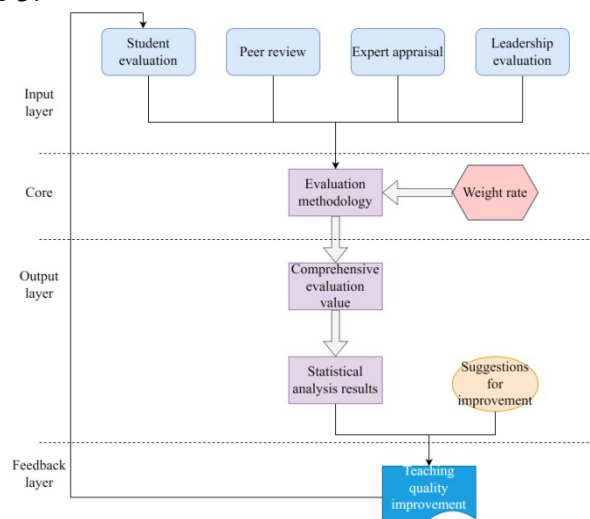 Student
evaluation
Peer review
Expert appraisal
Leadership
evaluation
Input
layer
Core
Evaluation
methodology
Weight rate
Output
layer
Comprehensive
evaluation
value
Statistical
analysis results
Suggestions
for
improvement
Feedback
layer
Teaching
quality
improvement